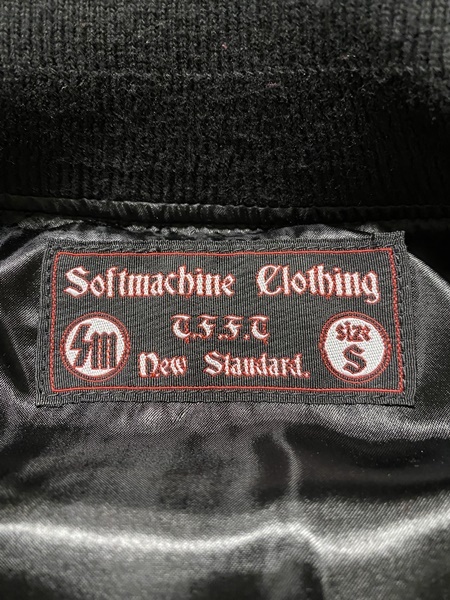 Softmachine Clothing
T.F.F.T
SM
New Standard.
SIZE
S